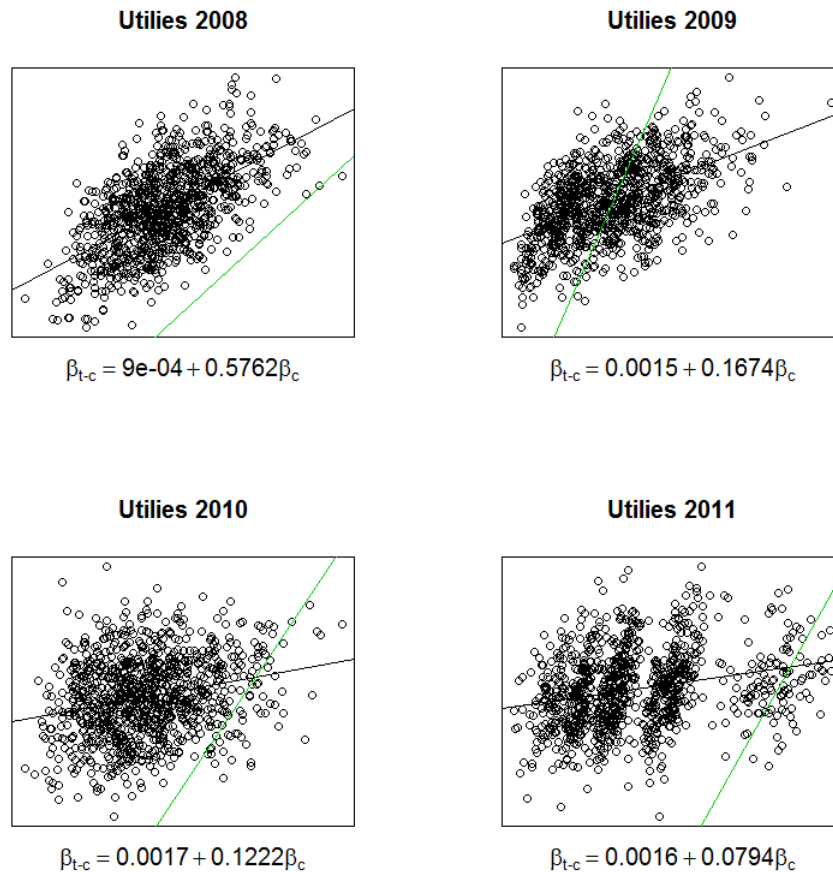 Utilies 2008
Utilies 2009
β_t-c = 9e-04 + 0.5762β_c
β_t-c = 0.0015 + 0.1674β_c
Utilies 2010
Utilies 2011
β_t-c = 0.0017 + 0.1222β_c
β_t-c = 0.0016 + 0.0794β_c